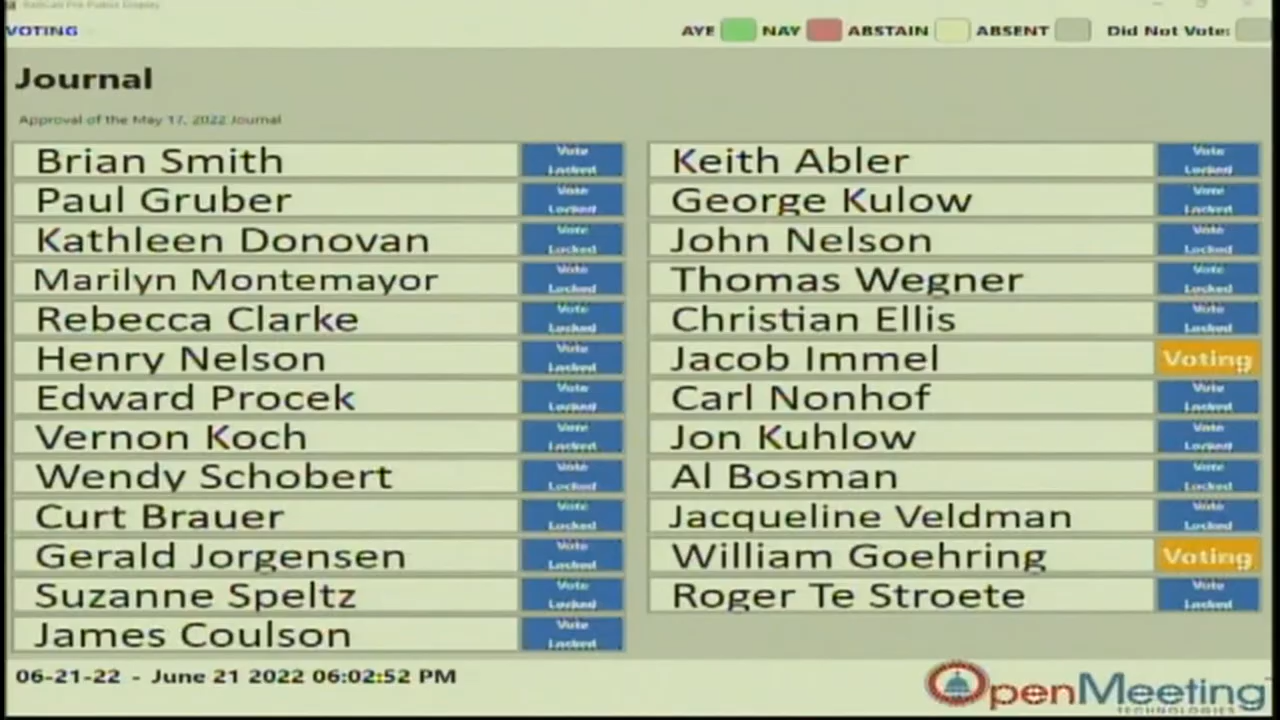 RollCall Pro Public Display
VOTING
AYE NAY ABSTAIN ABSENT Did Not Vote:
Journal
Approval of the May 17, 2022 Journal
Brian Smith Vote Locked
Paul Gruber Vote Locked
Kathleen Donovan Vote Locked
Marilyn Montemayor Vote Locked
Rebecca Clarke Vote Locked
Henry Nelson Vote Locked
Edward Procek Vote Locked
Vernon Koch Vote Locked
Wendy Schobert Vote Locked
Curt Brauer Vote Locked
Gerald Jorgensen Vote Locked
Suzanne Speltz Vote Locked
James Coulson Vote Locked
Keith Abler Vote Locked
George Kulow Vote Locked
John Nelson Vote Locked
Thomas Wegner Vote Locked
Christian Ellis Vote Locked
Jacob Immel Voting
Carl Nonhof Vote Locked
Jon Kuhlow Vote Locked
Al Bosman Vote Locked
Jacqueline Veldman Vote Locked
William Goehring Voting
Roger Te Stroete Vote Locked
06-21-22 - June 21 2022 06:02:52 PM
OpenMeeting
TECHNOLOGIES